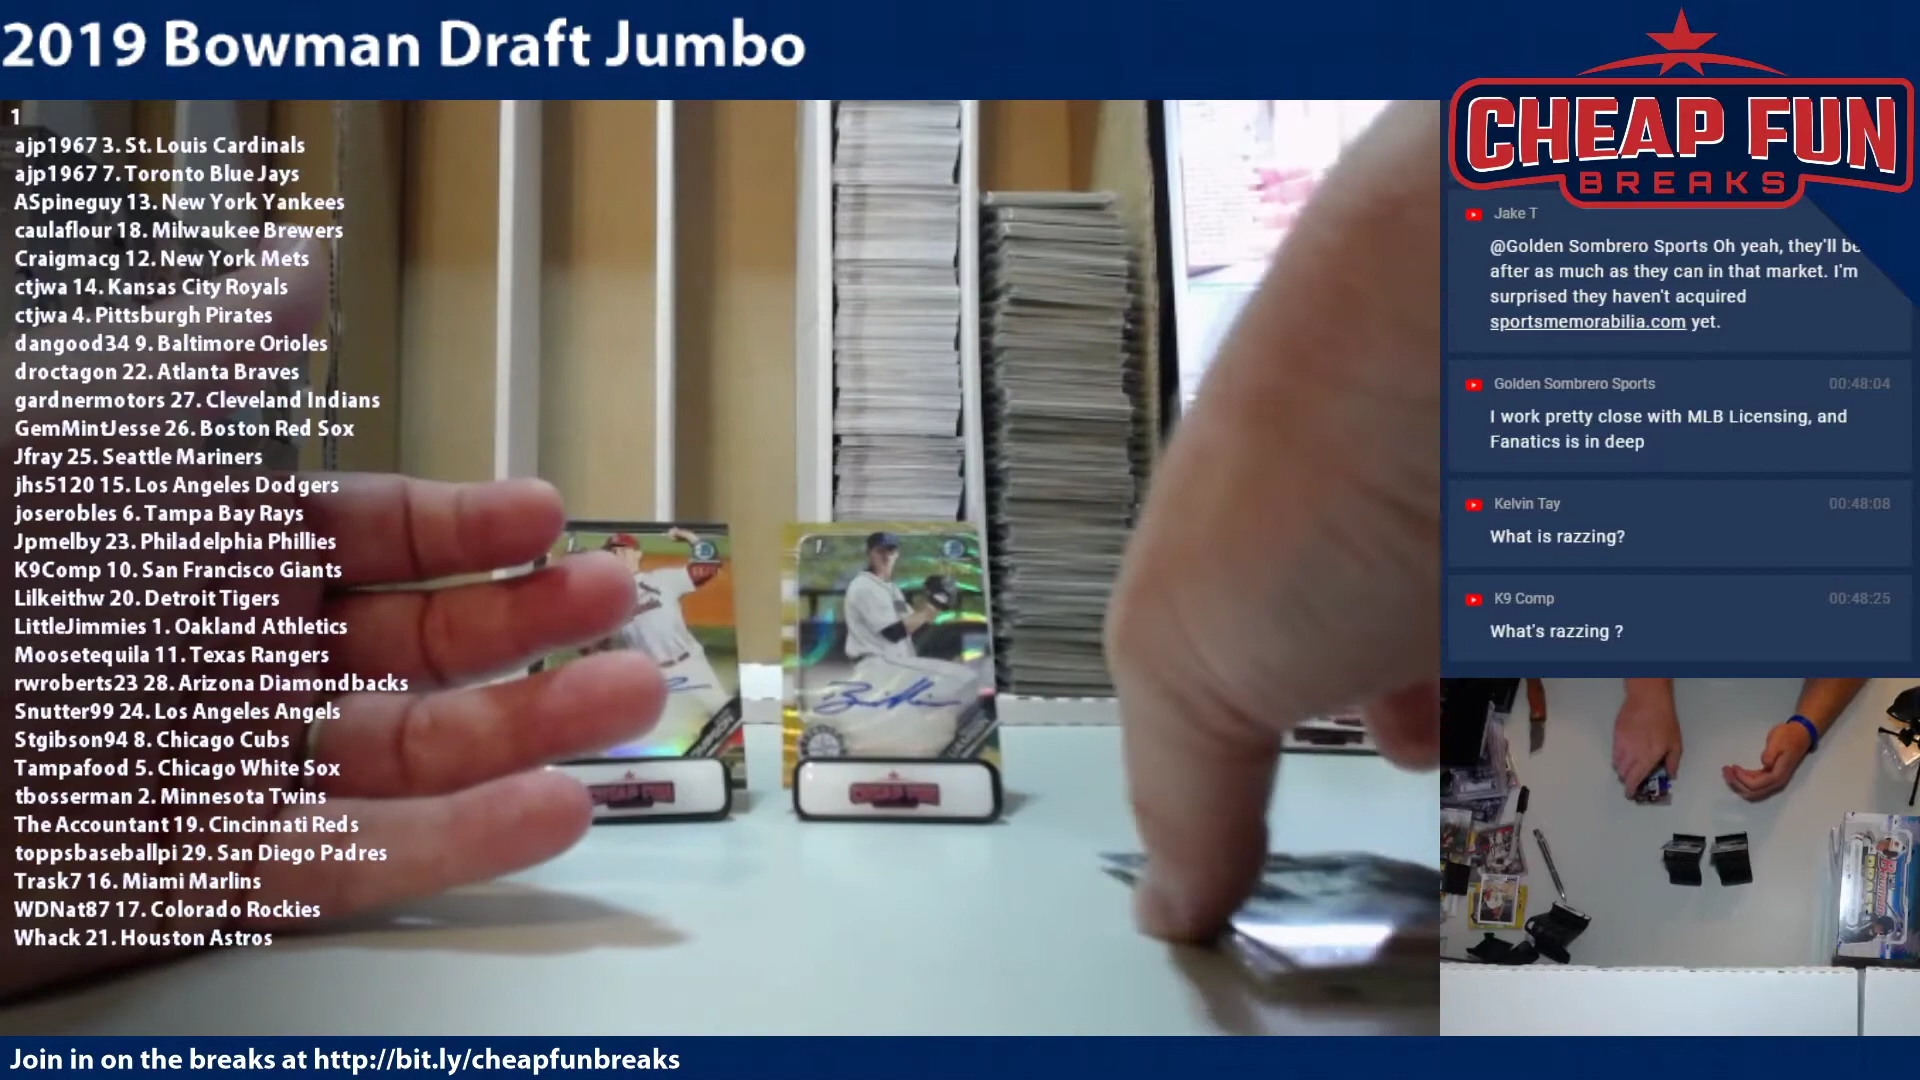 2019 Bowman Draft Jumbo
1
ajp1967 3. St. Louis Cardinals
ajp1967 7. Toronto Blue Jays
ASpineguy 13. New York Yankees
caulaflour 18. Milwaukee Brewers
Craigmacg 12. New York Mets
ctjwa 14. Kansas City Royals
ctjwa 4. Pittsburgh Pirates
dangood34 9. Baltimore Orioles
droctagon 22. Atlanta Braves
gardnermotors 27. Cleveland Indians
GemMintJesse 26. Boston Red Sox
Jfray 25. Seattle Mariners
jhs5120 15. Los Angeles Dodgers
joserobles 6. Tampa Bay Rays
Jpmelby 23. Philadelphia Phillies
K9Comp 10. San Francisco Giants
Lilkeithw 20. Detroit Tigers
LittleJimmies 1. Oakland Athletics
Moosetequila 11. Texas Rangers
rwroberts23 28. Arizona Diamondbacks
Snutter99 24. Los Angeles Angels
Stgibson94 8. Chicago Cubs
Tampafood 5. Chicago White Sox
tbosserman 2. Minnesota Twins
The Accountant 19. Cincinnati Reds
toppsbaseballpi 29. San Diego Padres
Trask7 16. Miami Marlins
WDNat87 17. Colorado Rockies
Whack 21. Houston Astros
CHEAP FUN
CHEAP FUN
CHEAP FUN
BREAKS
Jake T
@Golden Sombrero Sports Oh yeah, they'll be
after as much as they can in that market. I'm
surprised they haven't acquired
sportsmemorabilia.com yet.
Golden Sombrero Sports 00:48:04
I work pretty close with MLB Licensing, and
Fanatics is in deep
Kelvin Tay 00:48:08
What is razzing?
K9 Comp 00:48:25
What's razzing ?
Join in on the breaks at http://bit.ly/cheapfunbreaks